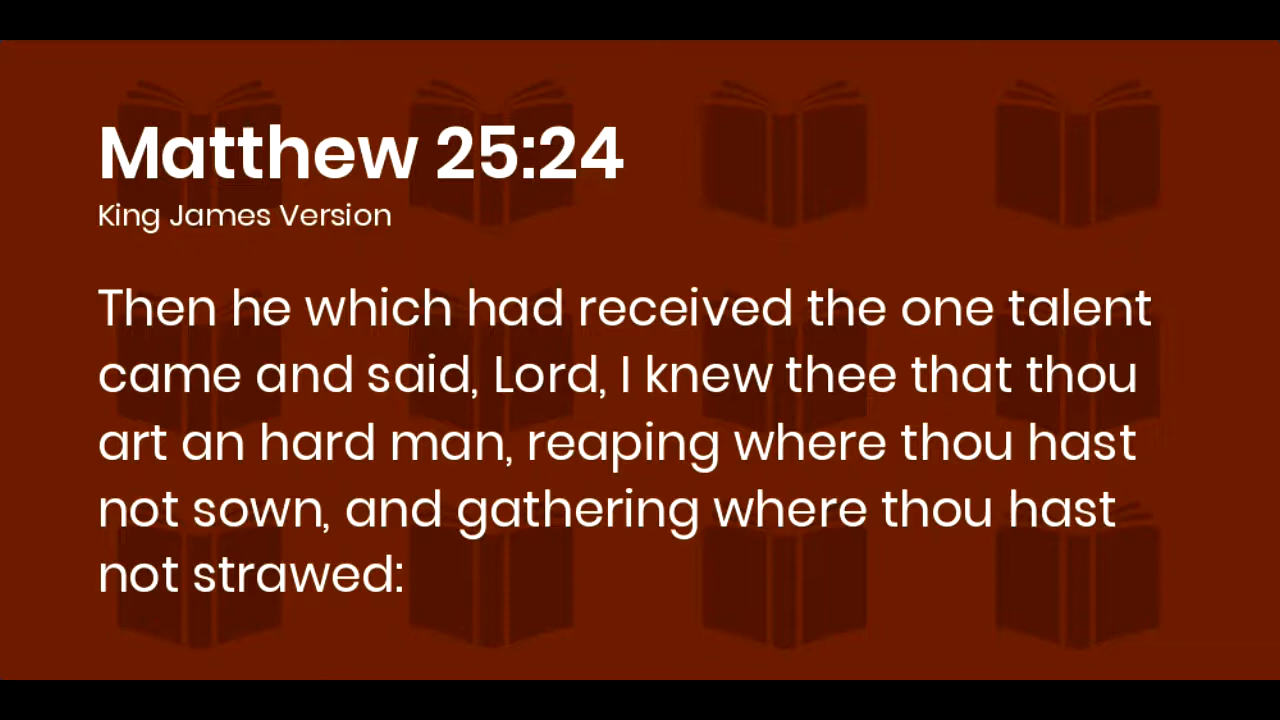 Matthew 25:24
King James Version
Then he which had received the one talent
came and said, Lord, I knew thee that thou
art an hard man, reaping where thou hast
not sown, and gathering where thou hast
not strawed: